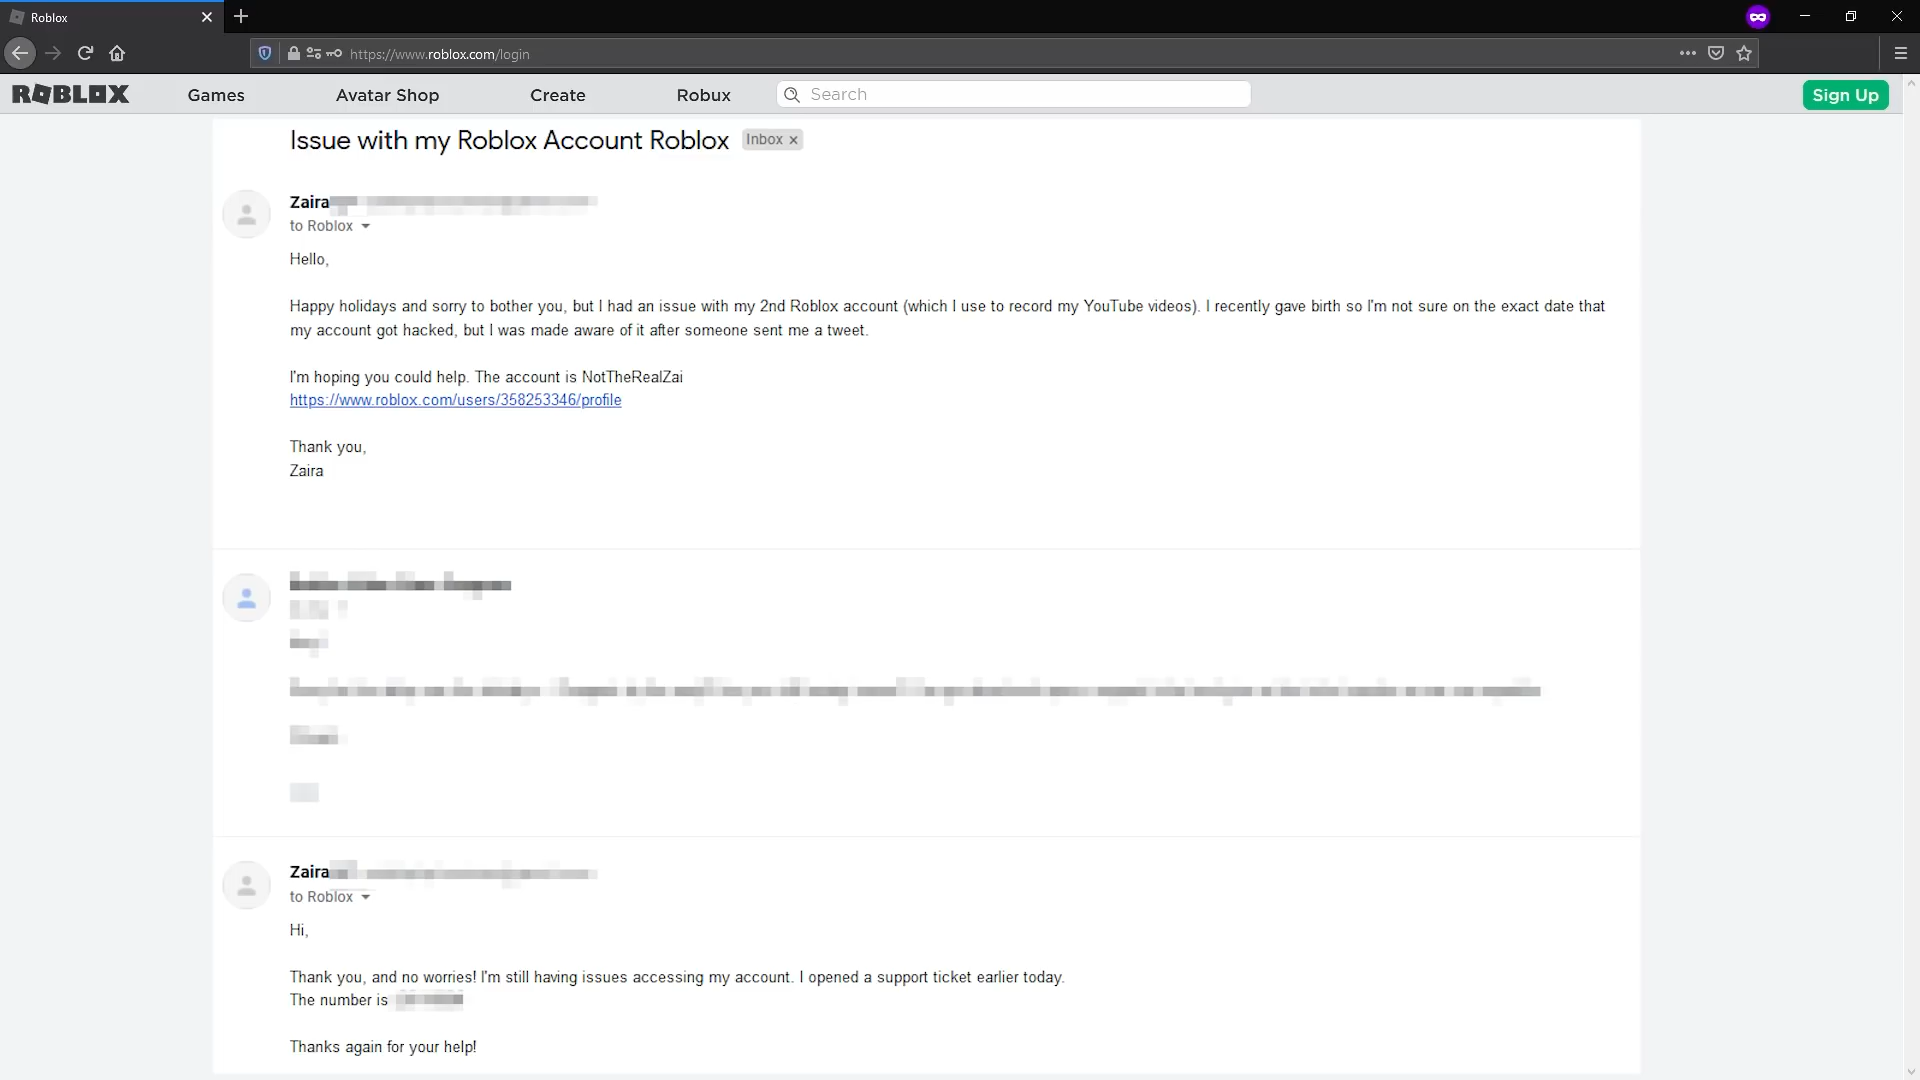 Roblox
https://www.roblox.com/login
ROBLOX
Games
Avatar Shop
Create
Robux
Search
Sign Up
Issue with my Roblox Account Roblox
Inbox
Zaira
to Roblox
Hello,
Happy holidays and sorry to bother you, but I had an issue with my 2nd Roblox account (which I use to record my YouTube videos). I recently gave birth so I'm not sure on the exact date that
my account got hacked, but I was made aware of it after someone sent me a tweet.
I'm hoping you could help. The account is NotTheRealZai
https://www.roblox.com/users/358253346/profile
Thank you,
Zaira
Zaira
to Roblox
Hi,
Thank you, and no worries! I'm still having issues accessing my account. I opened a support ticket earlier today.
The number is
Thanks again for your help!